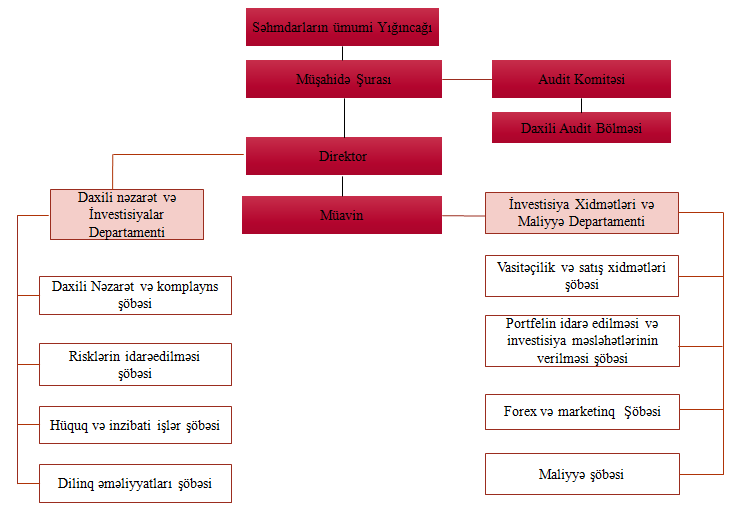 Səhmdarların ümumi Yığıncağı
Müşahidə Şurası
Audit Komitəsi
Daxili Audit Bölməsi
Direktor
Müavin
Daxili nəzarət və
İnvestisiyalar
Departamenti
Daxili Nəzarət və komplayns
şöbəsi
Risklərin idarəedilməsi
şöbəsi
Hüquq və inzibati işlər şöbəsi
Dilinq əməliyyatları şöbəsi
İnvestisiya Xidmətləri və
Maliyyə Departamenti
Vasitəçilik və satış xidmətləri
şöbəsi
Portfelin idarə edilməsi və
investisiya məsləhətlərinin
verilməsi şöbəsi
Forex və marketinq Şöbəsi
Maliyyə şöbəsi